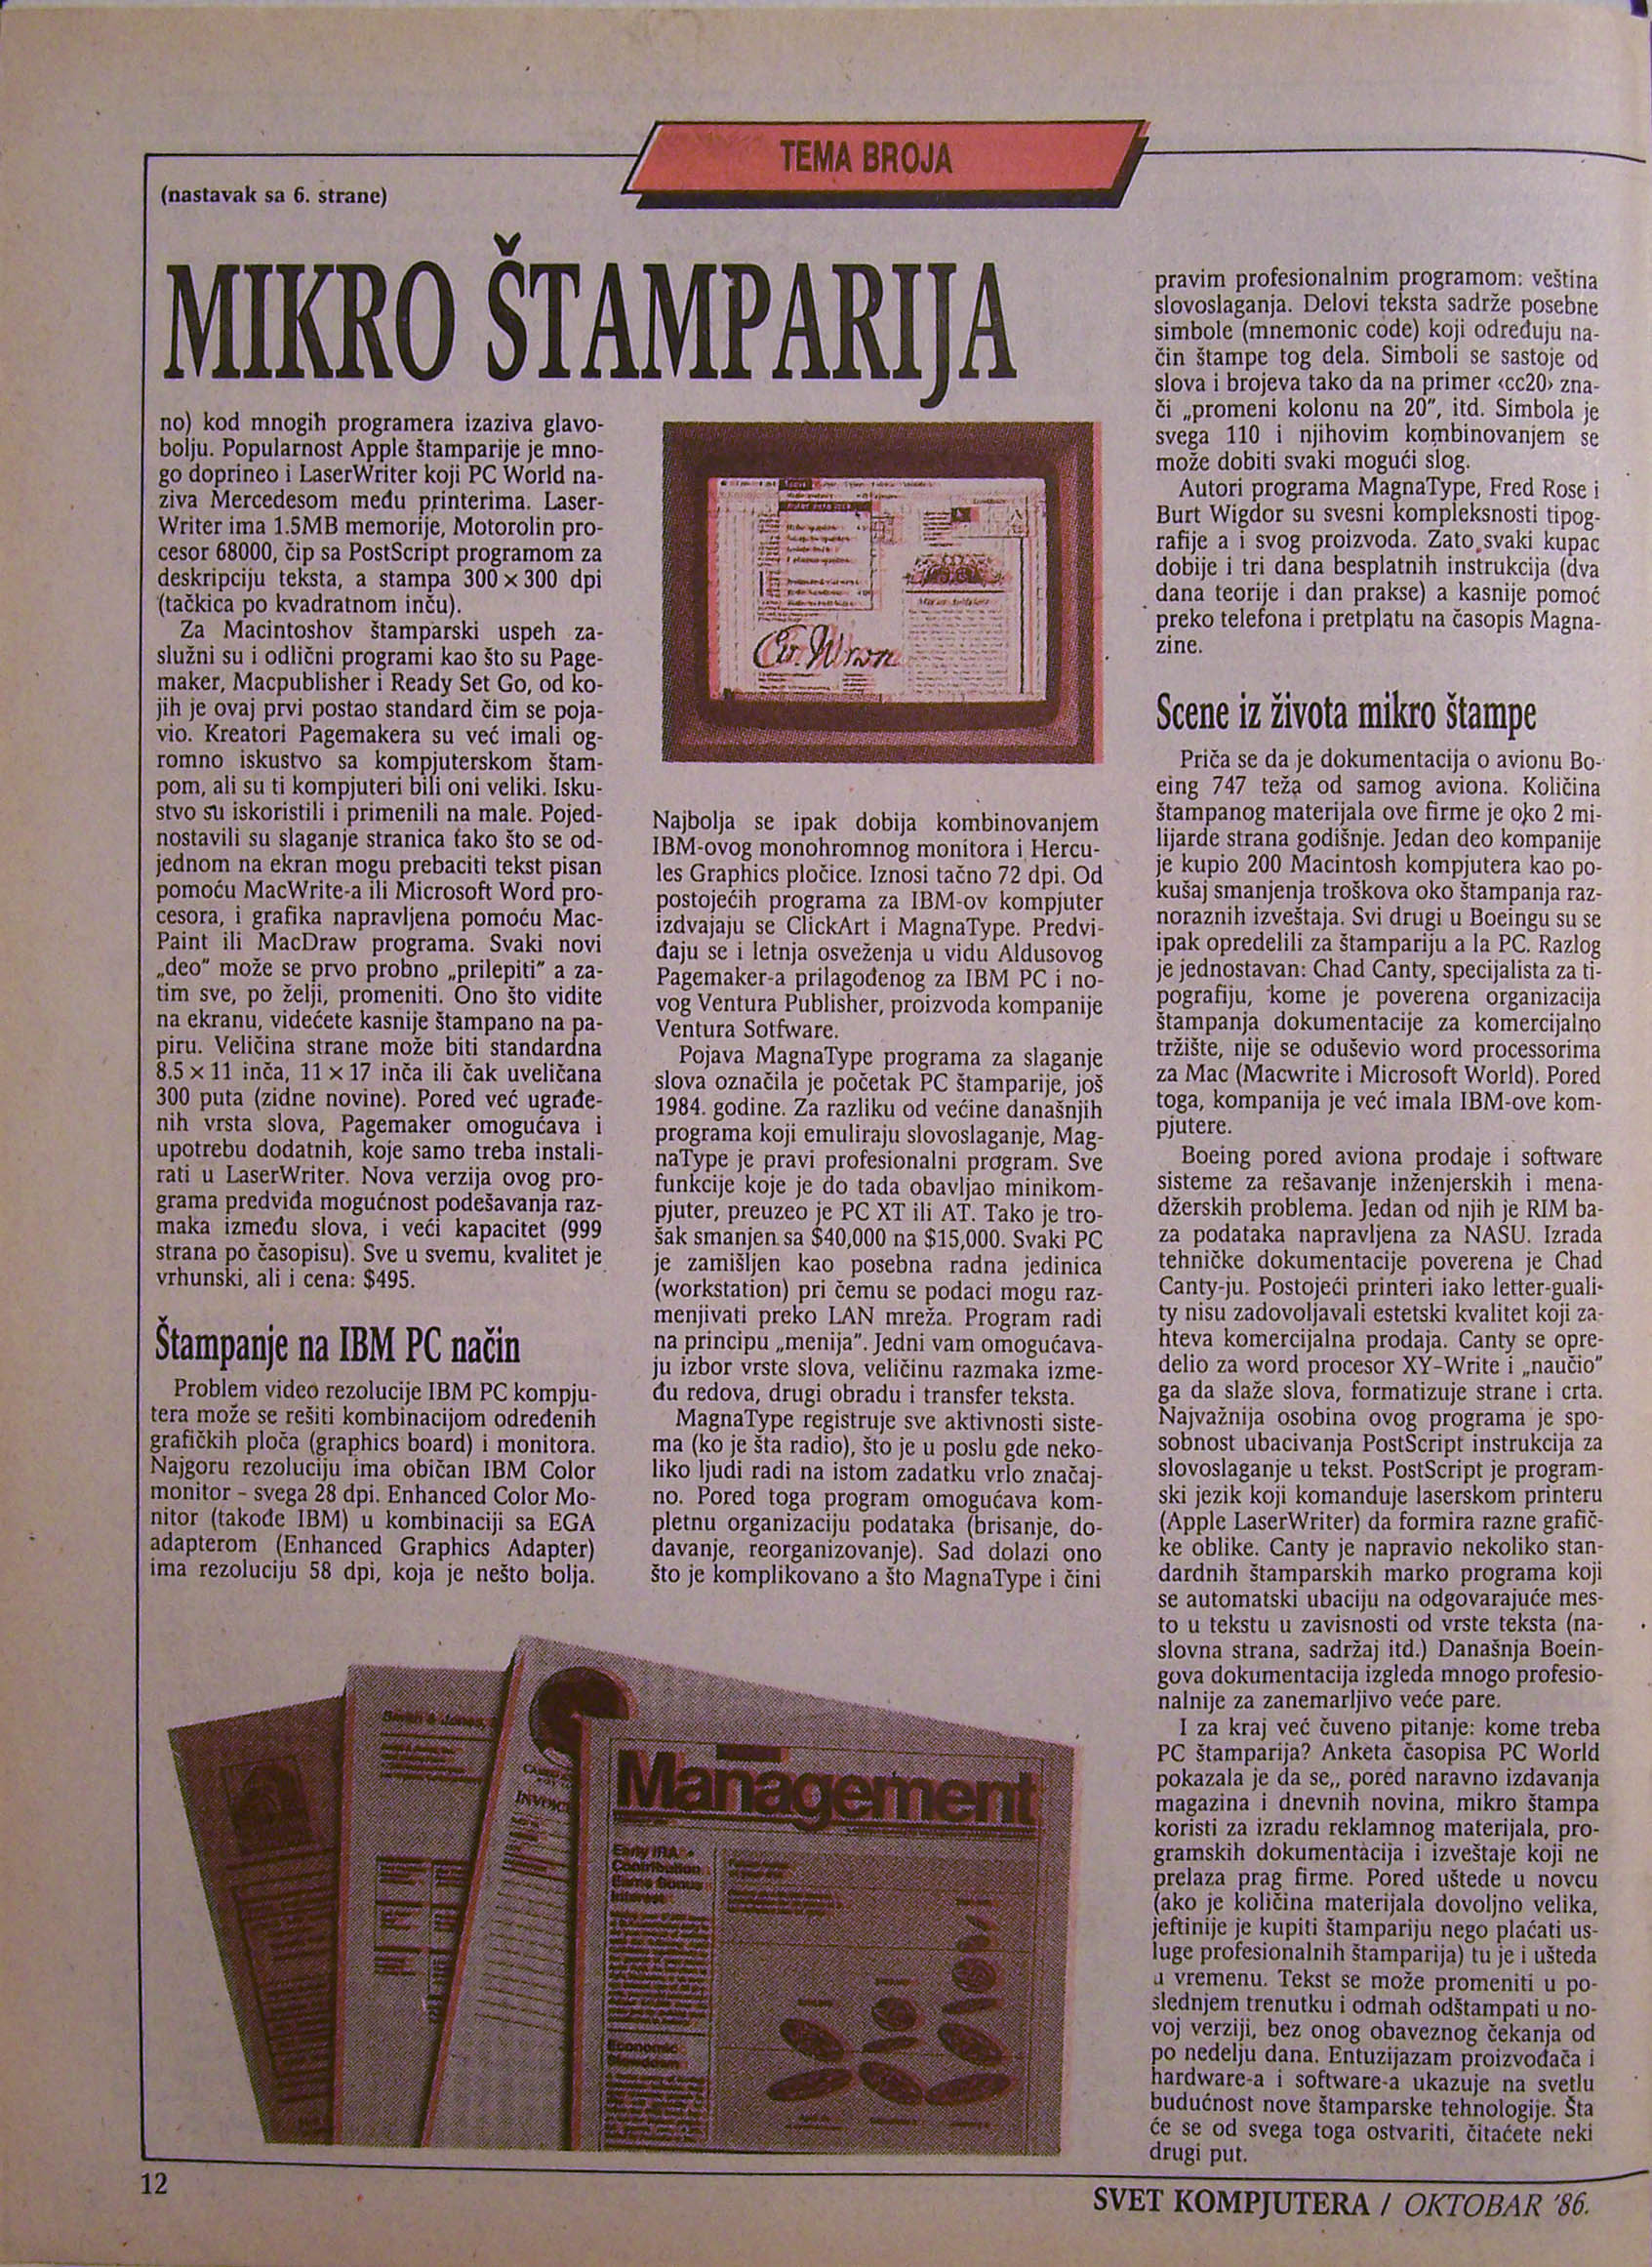 TEMA BROJA
(nastavak sa 6. strane)
MIKRO ŠTAMPARIJA
no) kod mnogih programera izaziva glavo-
bolju. Popularnost Apple štamparije je mno-
go doprineo i LaserWriter koji PC World na-
ziva Mercedesom među printerima. Laser-
Writer ima 1.5MB memorije, Motorolin pro-
cesor 68000, čip sa PostScript programom za
deskripciju teksta, a stampa 300 × 300 dpi
(tačkica po kvadratnom inču).
Za Macintoshov štamparski uspeh za-
služni su i odlični programi kao što su Page-
maker, Macpublisher i Ready Set Go, od ko-
jih je ovaj prvi postao standard čim se poja-
vio. Kreatori Pagemakera su već imali og-
romno iskustvo sa kompjuterskom štam-
pom, ali su ti kompjuteri bili oni veliki. Isku-
stvo su iskoristili i primenili na male. Pojed-
nostavili su slaganje stranica tako što se od-
jednom na ekran mogu prebaciti tekst pisan
pomoću MacWrite-a ili Microsoft Word pro-
cesora, i grafika napravljena pomoću Mac-
Paint ili MacDraw programa. Svaki novi
„deo" može se prvo probno „prilepiti" a za-
tim sve, po želji, promeniti. Ono što vidite
na ekranu, videćete kasnije štampano na pa-
piru. Veličina strane može biti standardna
8.5 × 11 inča, 11 × 17 inča ili čak uveličana
300 puta (zidne novine). Pored već ugrađe-
nih vrsta slova, Pagemaker omogućava i
upotrebu dodatnih, koje samo treba instali-
rati u LaserWriter. Nova verzija ovog pro-
grama predviđa mogućnost podešavanja raz-
maka između slova, i veći kapacitet (999
strana po časopisu). Sve u svemu, kvalitet je
vrhunski, ali i cena: $495.
Štampanje na IBM PC način
Problem video rezolucije IBM PC kompju-
tera može se rešiti kombinacijom određenih
grafičkih ploča (graphics board) i monitora.
Najgoru rezoluciju ima običan IBM Color
monitor – svega 28 dpi. Enhanced Color Mo-
nitor (takođe IBM) u kombinaciji sa EGA
adapterom (Enhanced Graphics Adapter)
ima rezoluciju 58 dpi, koja je nešto bolja.
Najbolja se ipak dobija kombinovanjem
IBM-ovog monohromnog monitora i Hercu-
les Graphics pločice. Iznosi tačno 72 dpi. Od
postojećih programa za IBM-ov kompjuter
izdvajaju se ClickArt i MagnaType. Predvi-
đaju se i letnja osveženja u vidu Aldusovog
Pagemaker-a prilagođenog za IBM PC i no-
vog Ventura Publisher, proizvoda kompanije
Ventura Sotfware.
Pojava MagnaType programa za slaganje
slova označila je početak PC štamparije, još
1984. godine. Za razliku od većine današnjih
programa koji emuliraju slovoslaganje, Mag-
naType je pravi profesionalni program. Sve
funkcije koje je do tada obavljao minikom-
pjuter, preuzeo je PC XT ili AT. Tako je tro-
šak smanjen sa $40,000 na $15,000. Svaki PC
je zamišljen kao posebna radna jedinica
(workstation) pri čemu se podaci mogu raz-
menjivati preko LAN mreža. Program radi
na principu „menija". Jedni vam omogućava-
ju izbor vrste slova, veličinu razmaka izme-
đu redova, drugi obradu i transfer teksta.
MagnaType registruje sve aktivnosti siste-
ma (ko je šta radio), što je u poslu gde neko-
liko ljudi radi na istom zadatku vrlo značaj-
no. Pored toga program omogućava kom-
pletnu organizaciju podataka (brisanje, do-
davanje, reorganizovanje). Sad dolazi ono
što je komplikovano a što MagnaType i čini
pravim profesionalnim programom: veština
slovoslaganja. Delovi teksta sadrže posebne
simbole (mnemonic code) koji određuju na-
čin štampe tog dela. Simboli se sastoje od
slova i brojeva tako da na primer ‹cc20› zna-
či „promeni kolonu na 20", itd. Simbola je
svega 110 i njihovim kombinovanjem se
može dobiti svaki mogući slog.
Autori programa MagnaType, Fred Rose i
Burt Wigdor su svesni kompleksnosti tipog-
rafije a i svog proizvoda. Zato svaki kupac
dobije i tri dana besplatnih instrukcija (dva
dana teorije i dan prakse) a kasnije pomoć
preko telefona i pretplatu na časopis Magna-
zine.
Scene iz života mikro štampe
Priča se da je dokumentacija o avionu Bo-
eing 747 teža od samog aviona. Količina
štampanog materijala ove firme je oko 2 mi-
lijarde strana godišnje. Jedan deo kompanije
je kupio 200 Macintosh kompjutera kao po-
kušaj smanjenja troškova oko štampanja raz-
noraznih izveštaja. Svi drugi u Boeingu su se
ipak opredelili za štampariju a la PC. Razlog
je jednostavan: Chad Canty, specijalista za ti-
pografiju, kome je poverena organizacija
štampanja dokumentacije za komercijalno
tržište, nije se oduševio word processorima
za Mac (Macwrite i Microsoft World). Pored
toga, kompanija je već imala IBM-ove kom-
pjutere.
Boeing pored aviona prodaje i software
sisteme za rešavanje inženjerskih i mena-
džerskih problema. Jedan od njih je RIM ba-
za podataka napravljena za NASU. Izrada
tehničke dokumentacije poverena je Chad
Canty-ju. Postojeći printeri iako letter-guali-
ty nisu zadovoljavali estetski kvalitet koji za-
hteva komercijalna prodaja. Canty se opre-
delio za word procesor XY–Write i „naučio"
ga da slaže slova, formatizuje strane i crta.
Najvažnija osobina ovog programa je spo-
sobnost ubacivanja PostScript instrukcija za
slovoslaganje u tekst. PostScript je program-
ski jezik koji komanduje laserskom printeru
(Apple LaserWriter) da formira razne grafič-
ke oblike. Canty je napravio nekoliko stan-
dardnih štamparskih marko programa koji
se automatski ubaciju na odgovarajuće mes-
to u tekstu u zavisnosti od vrste teksta (na-
slovna strana, sadržaj itd.) Današnja Boein-
gova dokumentacija izgleda mnogo profesio-
nalnije za zanemarljivo veće pare.
I za kraj već čuveno pitanje: kome treba
PC štamparija? Anketa časopisa PC World
pokazala je da se,, pored naravno izdavanja
magazina i dnevnih novina, mikro štampa
koristi za izradu reklamnog materijala, pro-
gramskih dokumentacija i izveštaje koji ne
prelaza prag firme. Pored uštede u novcu
(ako je količina materijala dovoljno velika,
jeftinije je kupiti štampariju nego plaćati us-
luge profesionalnih štamparija) tu je i ušteda
u vremenu. Tekst se može promeniti u po-
slednjem trenutku i odmah odštampati u no-
voj verziji, bez onog obaveznog čekanja od
po nedelju dana. Entuzijazam proizvođača i
hardware-a i software-a ukazuje na svetlu
budućnost nove štamparske tehnologije. Šta
će se od svega toga ostvariti, čitaćete neki
drugi put.
Smith & Jones
INVOICE
Management
Early IRA
Contribution
Earns Bonus
Interest
Economic
Slowdown
12
SVET KOMPJUTERA / OKTOBAR '86.